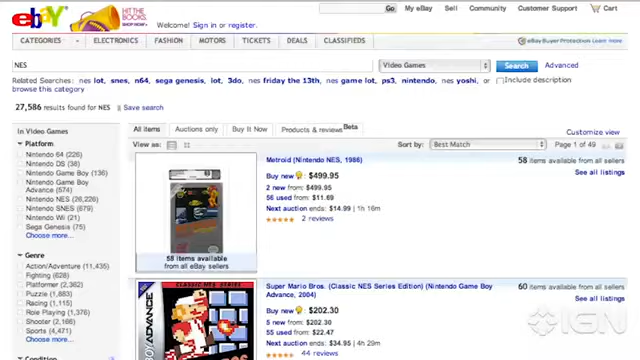 ebY
HIT THE BOOKS
SHOP NOW
Go
My eBay
Sell
Community
Customer Support
Cart
Welcome! Sign in or register.
CATEGORIES
ELECTRONICS
FASHION
MOTORS
TICKETS
DEALS
CLASSIFIEDS
eBay Buyer Protection Learn more
NES
Video Games
Search
Advanced
Related Searches: nes lot, snes, n64, sega genesis, lot, 3do, nes friday the 13th, nes game lot, ps3, nintendo, nes yoshi, or
browse this category
Include description
27,586 results found for NES
Save search
In Video Games
Platform
Nintendo 64 (226)
Nintendo DS (38)
Nintendo Game Boy (136)
Nintendo Game Boy
Advance (574)
Nintendo NES (26,226)
Nintendo SNES (679)
Nintendo Wii (21)
Sega Genesis (75)
Choose more...
Genre
Action/Adventure (11,435)
Fighting (628)
Platformer (2,362)
Puzzle (1,883)
Racing (1,115)
Role Playing (1,376)
Shooter (2,166)
Sports (4,471)
Choose more...
Condition
All items
Auctions only
Buy It Now
Products & reviews Beta
Customize view
View as:
Sort by:
Best Match
Page 1 of 49
Metroid (Nintendo NES, 1986)
58 items available from all sellers
See all listings
Buy new $499.95
2 new from: $499.95
56 used from: $11.69
Next auction ends: $14.99 | 1h 16m
2 reviews
58 items available
from all eBay sellers
Super Mario Bros. (Classic NES Series Edition) (Nintendo Game Boy
Advance, 2004)
60 items available from all sellers
See all listings
Buy new $202.30
5 new from: $202.30
55 used from: $22.47
Next auction ends: $34.95 | 4h 29m
44 reviews
CLASSIC NES SERIES
ADVANCE
IGN